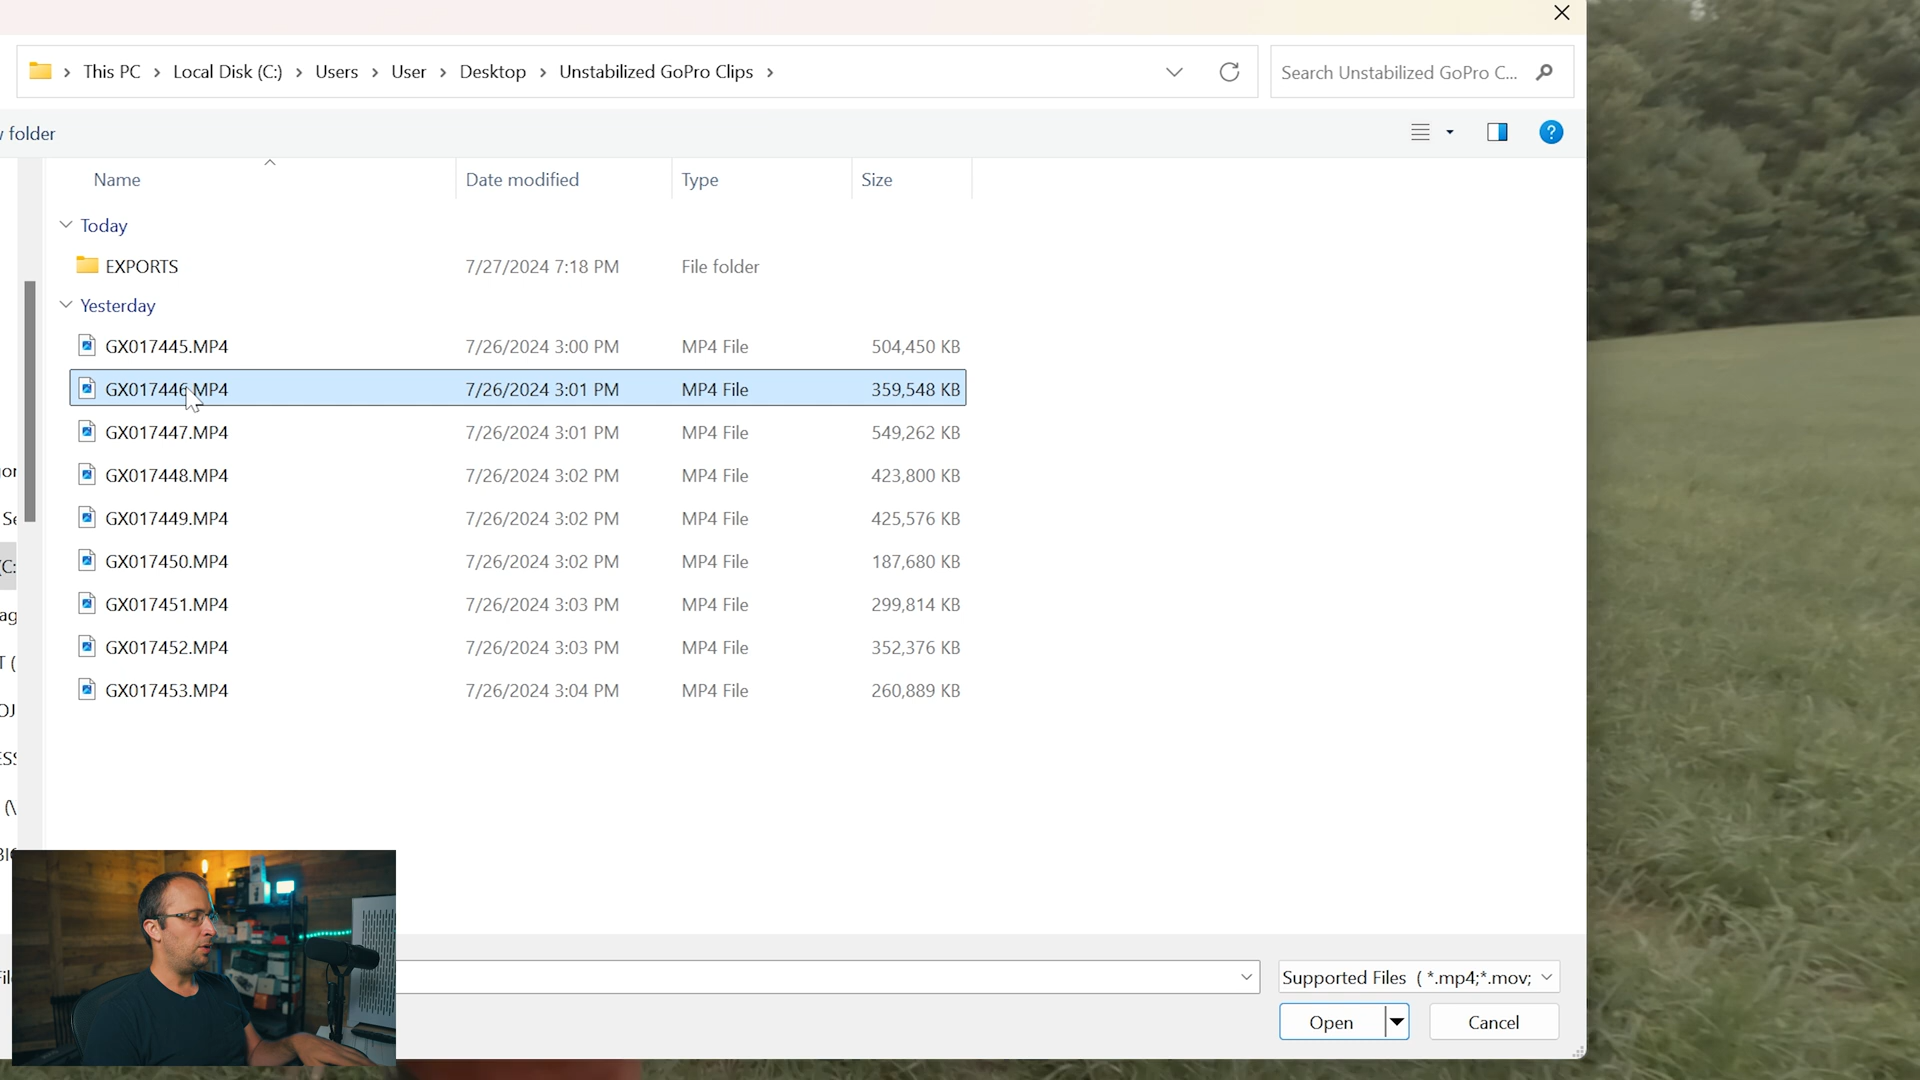 This PC > Local Disk (C:) > Users > User > Desktop > Unstabilized GoPro Clips >
Search Unstabilized GoPro C...
folder
Name Date modified Type Size
Today
EXPORTS 7/27/2024 7:18 PM File folder
Yesterday
GX017445.MP4 7/26/2024 3:00 PM MP4 File 504,450 KB
GX017446.MP4 7/26/2024 3:01 PM MP4 File 359,548 KB
GX017447.MP4 7/26/2024 3:01 PM MP4 File 549,262 KB
GX017448.MP4 7/26/2024 3:02 PM MP4 File 423,800 KB
GX017449.MP4 7/26/2024 3:02 PM MP4 File 425,576 KB
GX017450.MP4 7/26/2024 3:02 PM MP4 File 187,680 KB
GX017451.MP4 7/26/2024 3:03 PM MP4 File 299,814 KB
GX017452.MP4 7/26/2024 3:03 PM MP4 File 352,376 KB
GX017453.MP4 7/26/2024 3:04 PM MP4 File 260,889 KB
Supported Files (*.mp4;*.mov;
Open Cancel